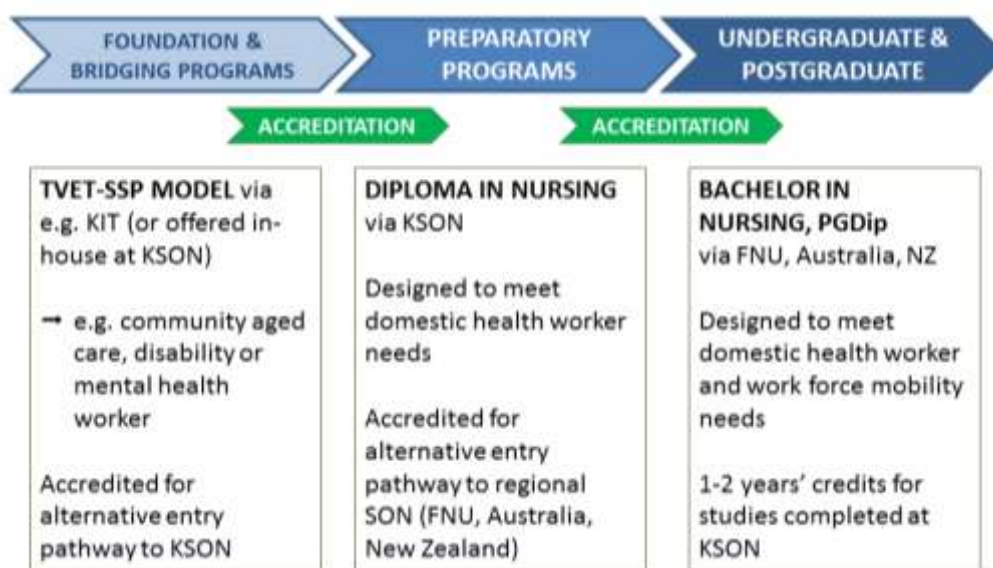 FOUNDATION &
BRIDGING PROGRAMS
PREPARATORY
PROGRAMS
UNDERGRADUATE &
POSTGRADUATE
ACCREDITATION
ACCREDITATION
TVET-SSP MODEL via
e.g. KIT (or offered in-
house at KSON)
→ e.g. community aged
care, disability or
mental health
worker
Accredited for
alternative entry
pathway to KSON
DIPLOMA IN NURSING
via KSON
Designed to meet
domestic health worker
needs
Accredited for
alternative entry
pathway to regional
SON (FNU, Australia,
New Zealand)
BACHELOR IN
NURSING, PGDip
via FNU, Australia, NZ
Designed to meet
domestic health worker
and work force mobility
needs
1-2 years' credits for
studies completed at
KSON